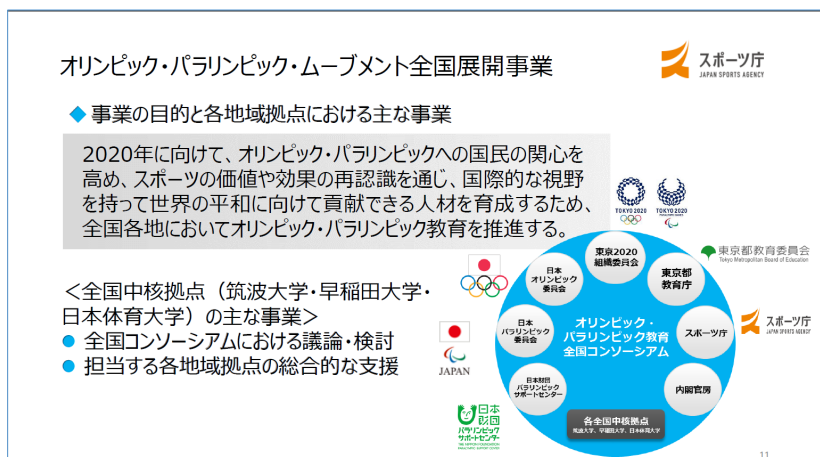 オリンピック・パラリンピック・ムーブメント全国展開事業
スポーツ庁
JAPAN SPORTS AGENCY
◆ 事業の目的と各地域拠点における主な事業
2020年に向けて、オリンピック・パラリンピックへの国民の関心を
高め、スポーツの価値や効果の再認識を通じ、国際的な視野
を持って世界の平和に向けて貢献できる人材を育成するため、
全国各地においてオリンピック・パラリンピック教育を推進する。
TOKYO 2020
TOKYO 2020
<全国中核拠点（筑波大学・早稲田大学・
日本体育大学）の主な事業>
● 全国コンソーシアムにおける議論・検討
● 担当する各地域拠点の総合的な支援
東京2020
組織委員会
日本
オリンピック
委員会
東京都
教育庁
東京都教育委員会
Tokyo Metropolitan Board of Education
日本
パラリンピック
委員会
オリンピック・
パラリンピック教育
全国コンソーシアム
スポーツ庁
スポーツ庁
JAPAN SPORTS AGENCY
JAPAN
日本財団
パラリンピック
サポートセンター
内閣官房
各全国中核拠点
筑波大学、早稲田大学、日本体育大学
日本
財団
パラリンピック
サポートセンター
11